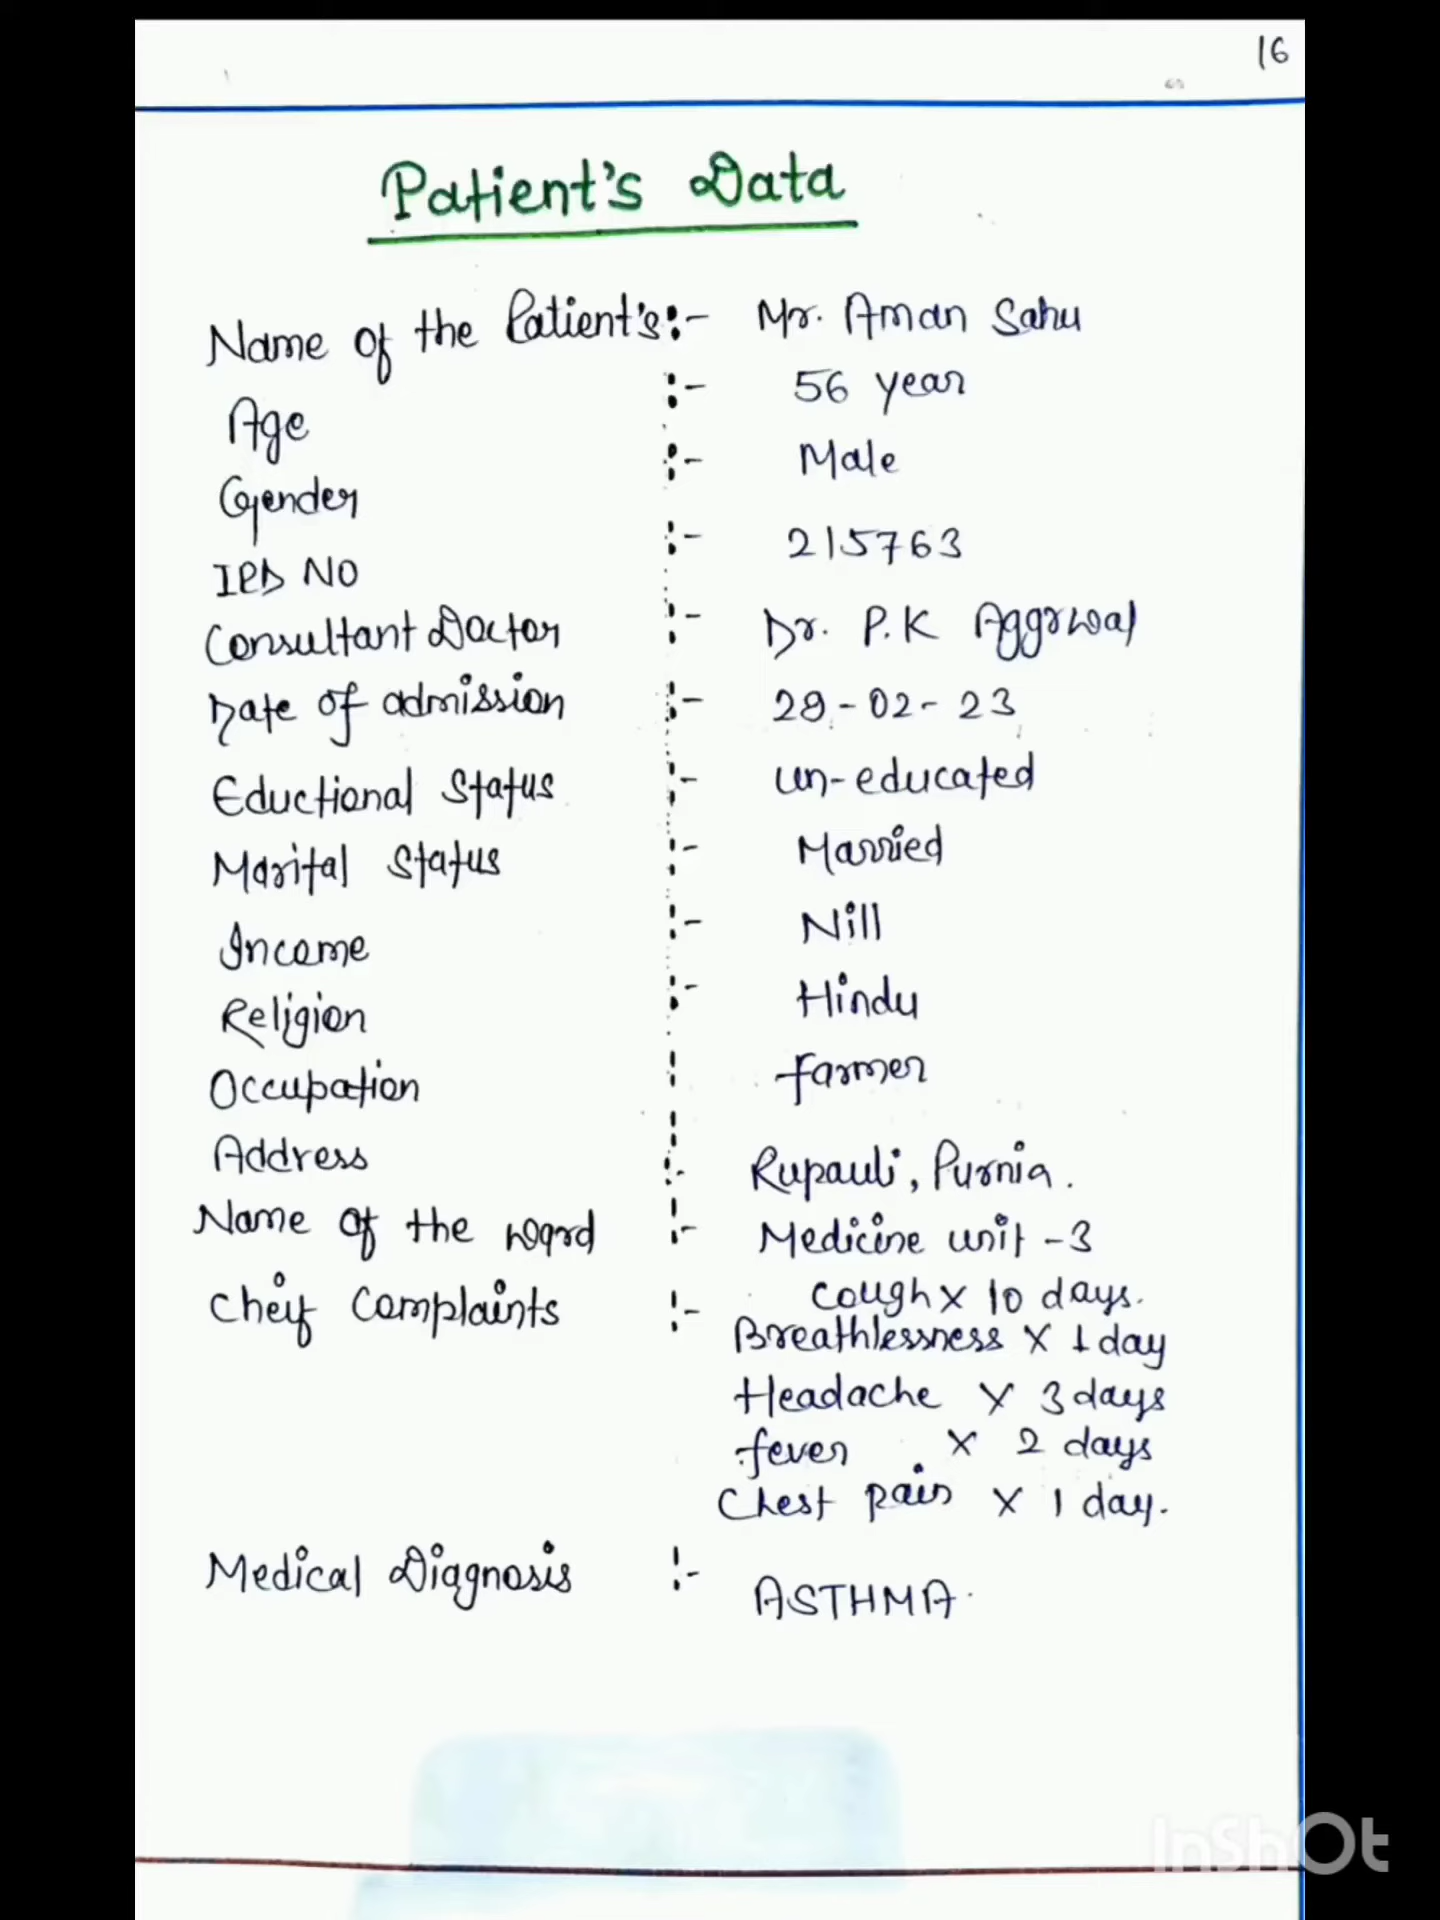 16
Patient's Data
Name of the Patient's :- Mr. Aman Sahu
Age :- 56 year
Gender :- Male
IPD NO :- 215763
Consultant Doctor :- Dr. P.K Aggrwal
Date of admission :- 28-02-23
Eductional Status :- un-educated
Marital Status :- Married
Income :- Nill
Religion :- Hindu
Occupation : farmer
Address :- Rupauli, Purnia.
Name of the Ward :- Medicine unit -3
Cheif Complaints :- Cough x 10 days.
Breathlessness x 1 day
Headache x 3 days
fever x 2 days
Chest pain x 1 day.
Medical Diagnosis :- ASTHMA.
InShOt